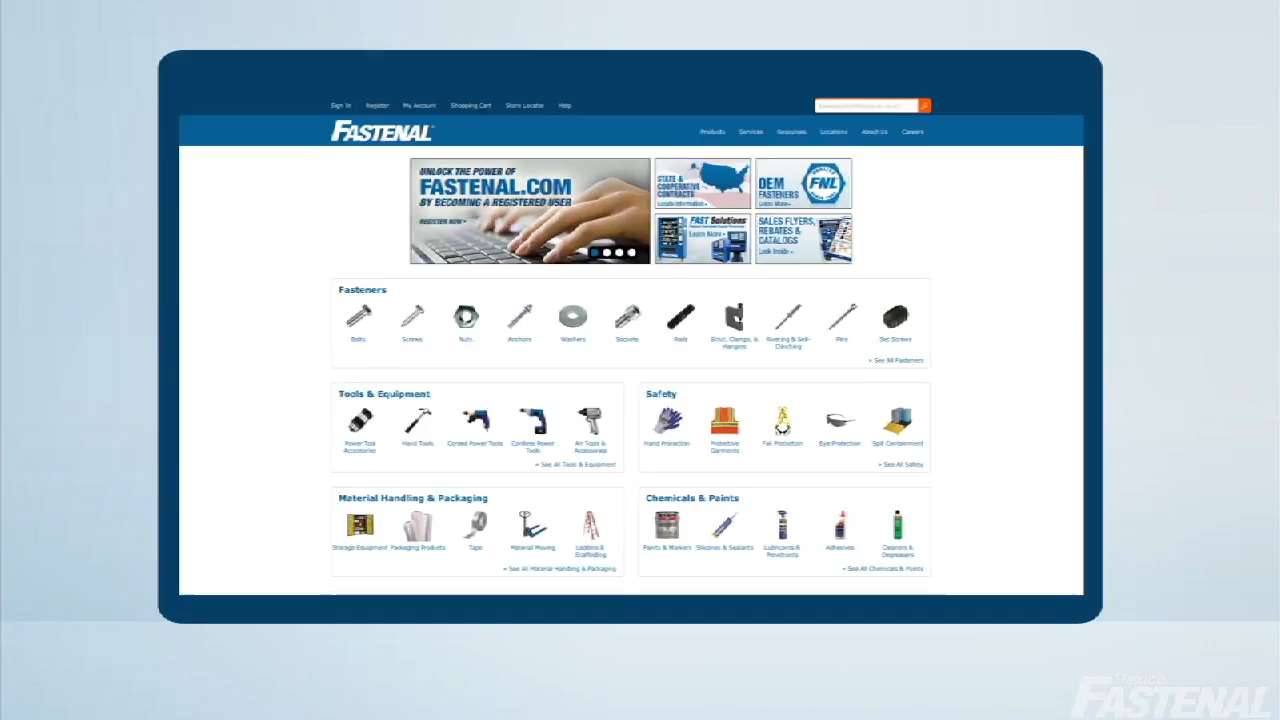 Sign In Register My Account Shopping Cart Store Locator Help
FASTENAL
Products Services Resources Locations About Us Careers
UNLOCK THE POWER OF
FASTENAL.COM
BY BECOMING A REGISTERED USER
REGISTER NOW
STATE &
COOPERATIVE
CONTRACTS
Locate Information
OEM
FASTENERS
Learn More
FNL
FAST Solutions
Learn More
SALES FLYERS,
REBATES &
CATALOGS
Look Inside
Fasteners
Bolts Screws Nuts Anchors Washers Sockets Rods Strut, Clamps, & Hangers Riveting & Self-Clinching Pins Set Screws
» See All Fasteners
Tools & Equipment
Power Tool Accessories Hand Tools Corded Power Tools Cordless Power Tools Air Tools & Accessories
» See All Tools & Equipment
Safety
Hand Protection Protective Garments Fall Protection Eye Protection Spill Containment
» See All Safety
Material Handling & Packaging
Storage Equipment Packaging Products Tape Material Moving Ladders & Scaffolding
» See All Material Handling & Packaging
Chemicals & Paints
Paints & Markers Silicones & Sealants Lubricants & Penetrants Adhesives Cleaners & Degreasers
» See All Chemicals & Paints
Mexico
FASTENAL